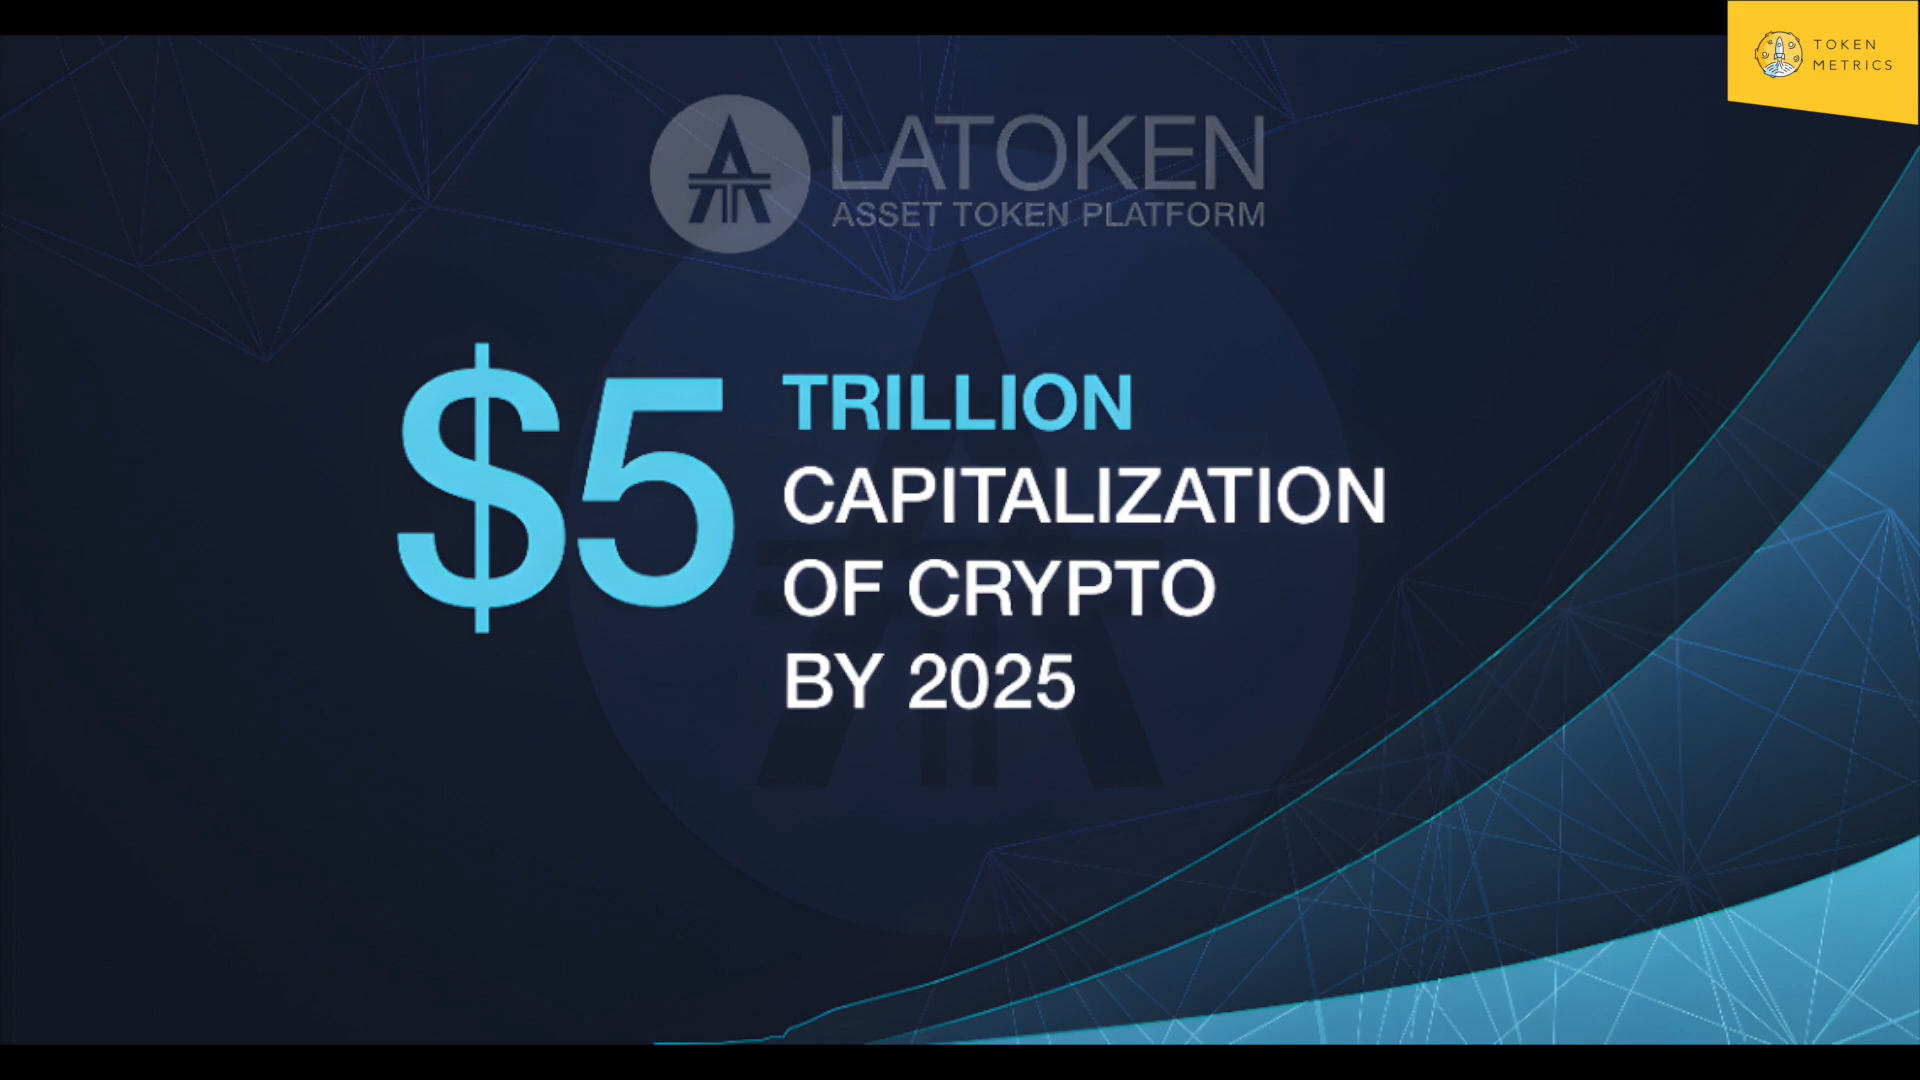 TOKEN
METRICS
LATOKEN
ASSET TOKEN PLATFORM
$5 TRILLION
CAPITALIZATION
OF CRYPTO
BY 2025